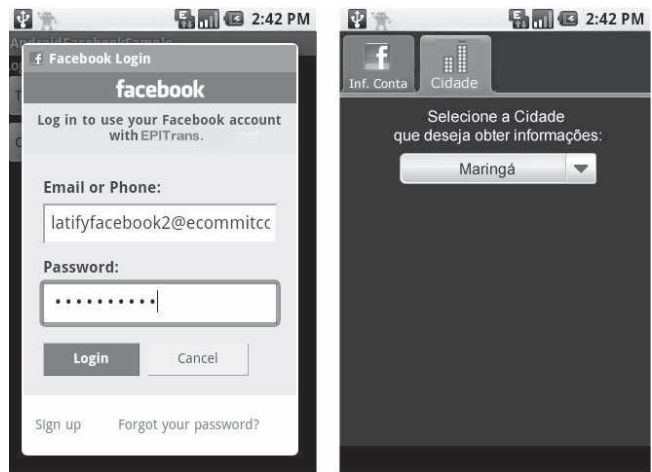 2:42 PM
AndroidFacebookSample
Facebook Login
facebook
Log in to use your Facebook account
with EPITrans.
Email or Phone:
latifyfacebook2@ecommitcc
Password:
Login
Cancel
Sign up
Forgot your password?
2:42 PM
Inf. Conta
Cidade
Selecione a Cidade
que deseja obter informações:
Maringá